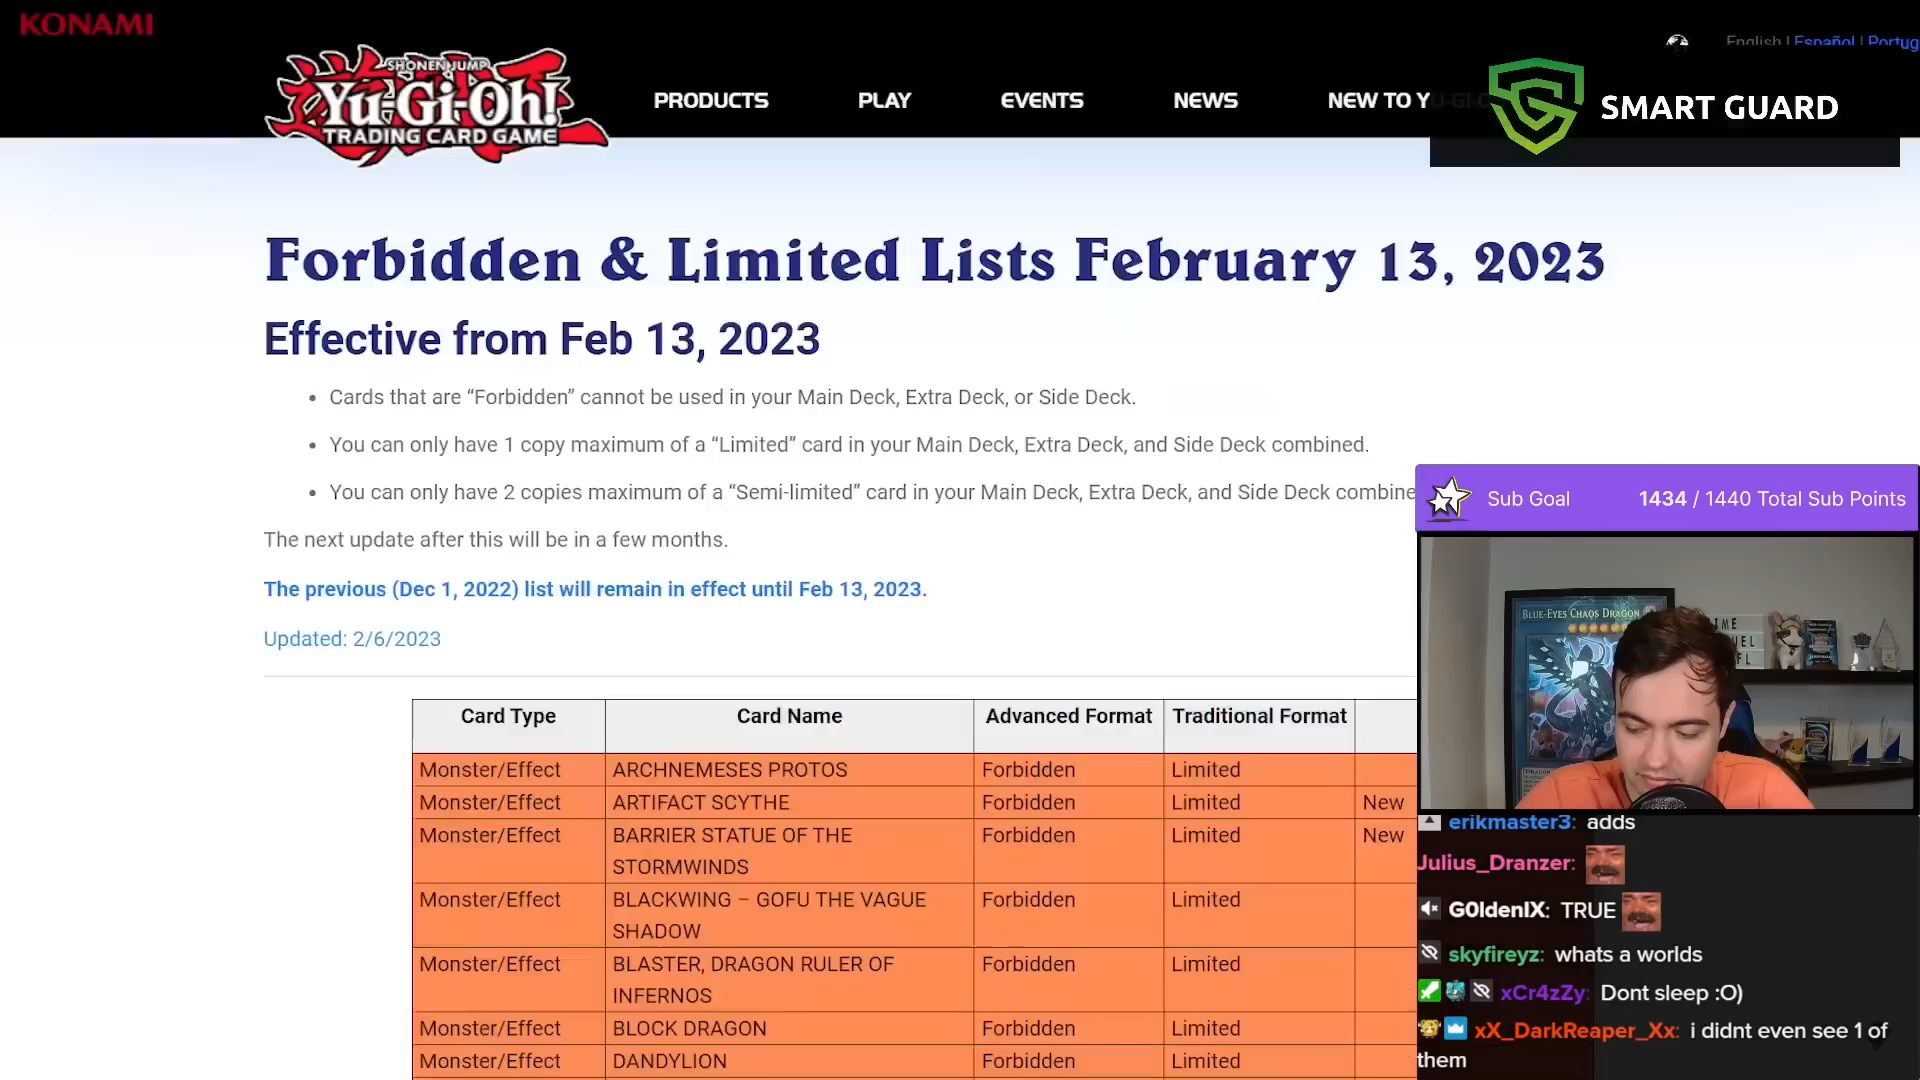 KONAMI
English | Español | Portug
SHONEN JUMP
Yu-Gi-Oh!
TRADING CARD GAME
PRODUCTS
PLAY
EVENTS
NEWS
NEW TO YU-GI-O
SMART GUARD
Forbidden & Limited Lists February 13, 2023
Effective from Feb 13, 2023
• Cards that are “Forbidden” cannot be used in your Main Deck, Extra Deck, or Side Deck.
• You can only have 1 copy maximum of a “Limited” card in your Main Deck, Extra Deck, and Side Deck combined.
• You can only have 2 copies maximum of a “Semi-limited” card in your Main Deck, Extra Deck, and Side Deck combine
The next update after this will be in a few months.
The previous (Dec 1, 2022) list will remain in effect until Feb 13, 2023.
Updated: 2/6/2023
Card Type Card Name Advanced Format Traditional Format
Monster/Effect ARCHNEMESES PROTOS Forbidden Limited
Monster/Effect ARTIFACT SCYTHE Forbidden Limited New
Monster/Effect BARRIER STATUE OF THE Forbidden Limited New
STORMWINDS
Monster/Effect BLACKWING – GOFU THE VAGUE Forbidden Limited
SHADOW
Monster/Effect BLASTER, DRAGON RULER OF Forbidden Limited
INFERNOS
Monster/Effect BLOCK DRAGON Forbidden Limited
Monster/Effect DANDYLION Forbidden Limited
Sub Goal 1434 / 1440 Total Sub Points
BLUE-EYES CHAOS DRAGON
erikmaster3: adds
Julius_Dranzer:
G0ldenIX: TRUE
skyfireyz: whats a worlds
xCr4zZy: Dont sleep :O)
xX_DarkReaper_Xx: i didnt even see 1 of
them